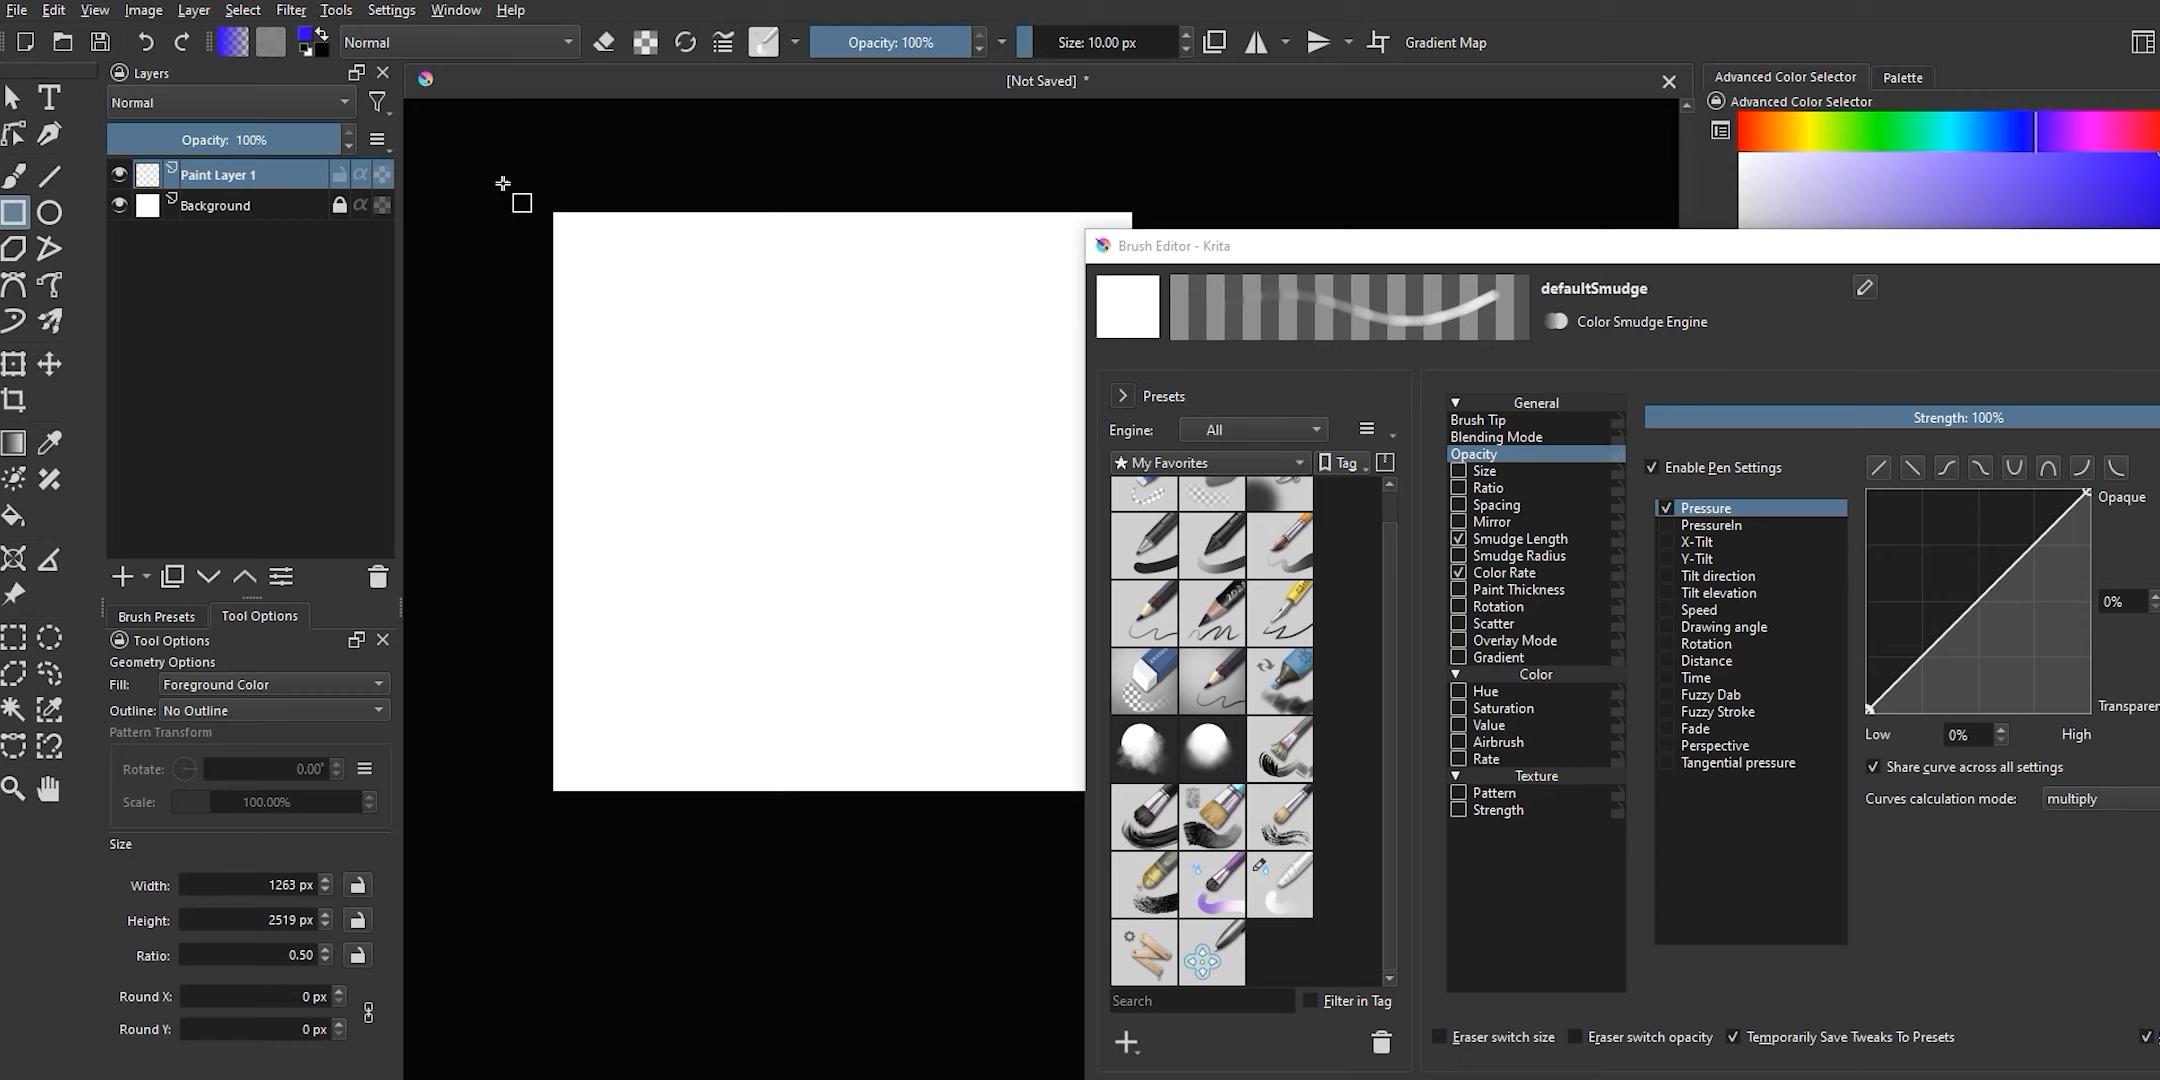 File Edit View Image Layer Select Filter Tools Settings Window Help
Normal Opacity: 100% Size: 10.00 px Gradient Map
Layers
Normal
Opacity: 100%
Paint Layer 1
Background
[Not Saved] *
Advanced Color Selector Palette
Advanced Color Selector
Brush Presets Tool Options
Tool Options
Geometry Options
Fill: Foreground Color
Outline: No Outline
Pattern Transform
Rotate: 0.00°
Scale: 100.00%
Size
Width: 1263 px
Height: 2519 px
Ratio: 0.50
Round X: 0 px
Round Y: 0 px
Brush Editor - Krita
defaultSmudge
Color Smudge Engine
Presets
Engine: All
My Favorites Tag
Search Filter in Tag
General
Brush Tip
Blending Mode
Opacity
Size
Ratio
Spacing
Mirror
Smudge Length
Smudge Radius
Color Rate
Paint Thickness
Rotation
Scatter
Overlay Mode
Gradient
Color
Hue
Saturation
Value
Airbrush
Rate
Texture
Pattern
Strength
Strength: 100%
Enable Pen Settings
Pressure
PressureIn
X-Tilt
Y-Tilt
Tilt direction
Tilt elevation
Speed
Drawing angle
Rotation
Distance
Time
Fuzzy Dab
Fuzzy Stroke
Fade
Perspective
Tangential pressure
Opaque
0%
Transparen
Low 0% High
Share curve across all settings
Curves calculation mode: multiply
Eraser switch size Eraser switch opacity Temporarily Save Tweaks To Presets